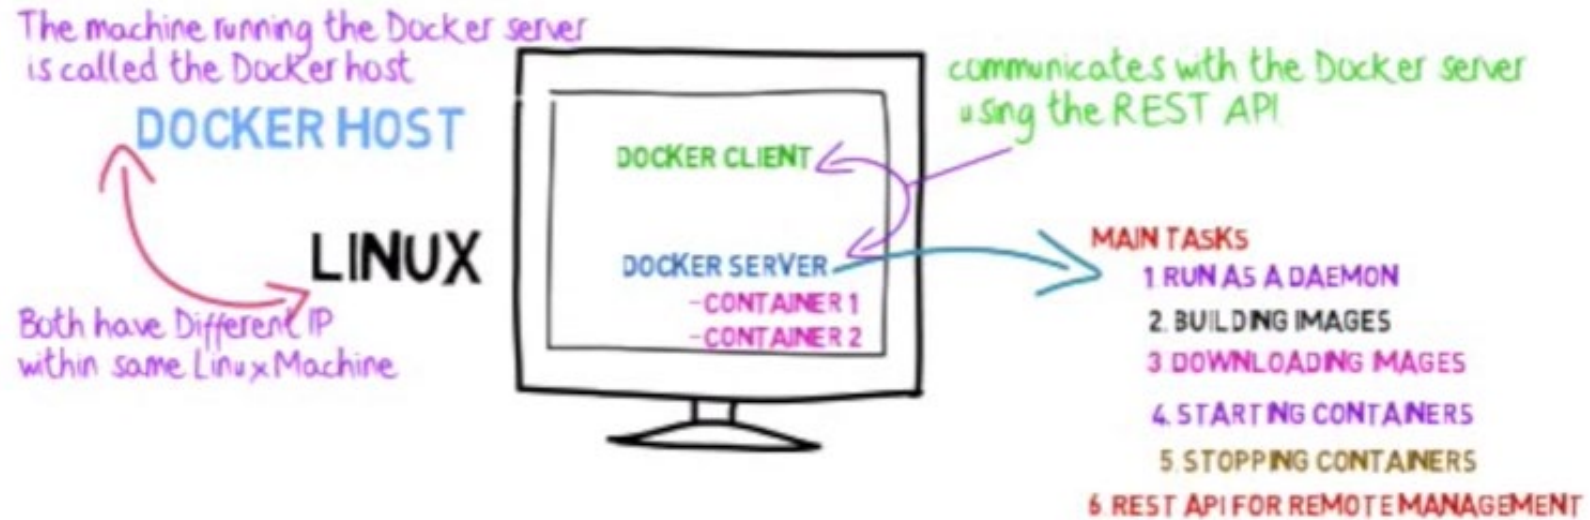 The machine running the Docker server
is called the Docker host
DOCKER HOST
LINUX
Both have Different IP
within same Linux Machine
DOCKER CLIENT
DOCKER SERVER
-CONTAINER 1
-CONTAINER 2
communicates with the Docker server
using the REST API
MAIN TASKS
1. RUN AS A DAEMON
2. BUILDING IMAGES
3. DOWNLOADING IMAGES
4. STARTING CONTAINERS
5. STOPPING CONTAINERS
6 REST API FOR REMOTE MANAGEMENT